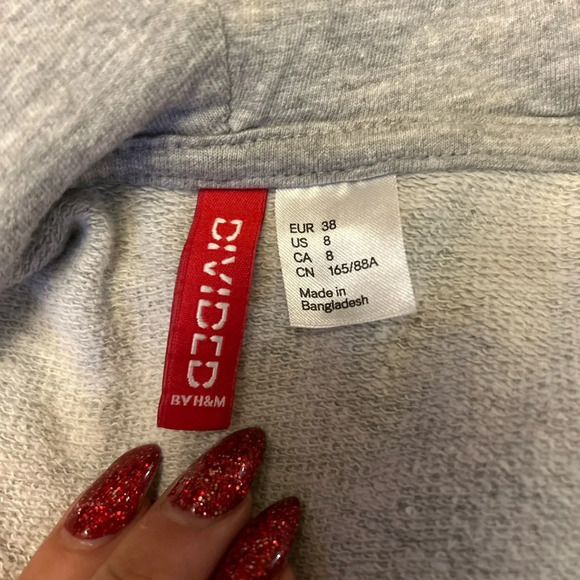 DIVIDED
BY H&M
EUR 38
US 8
CA 8
CN 165/88A
Made in
Bangladesh